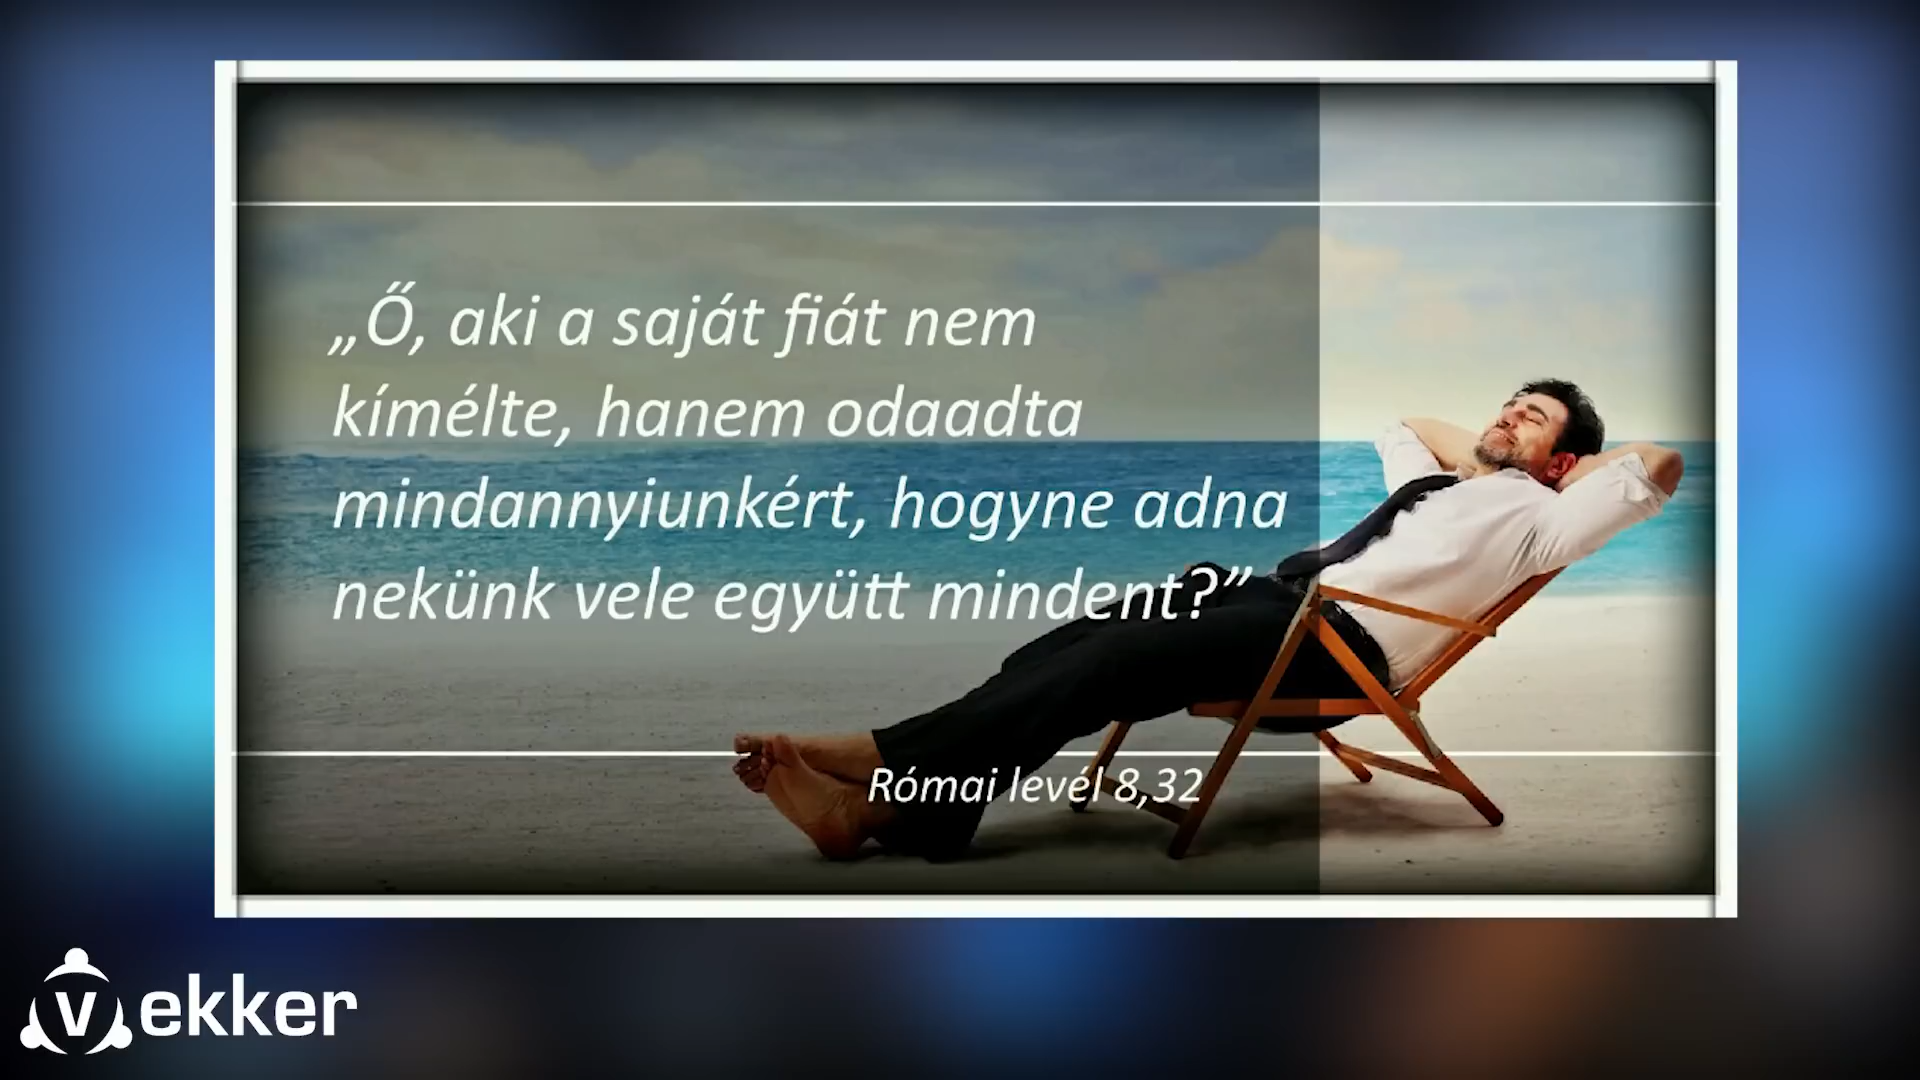 „Ő, aki a saját fiát nem
kímélte, hanem odaadta
mindannyiunkért, hogyne adna
nekünk vele együtt mindent?”
Római levél 8,32
vekker